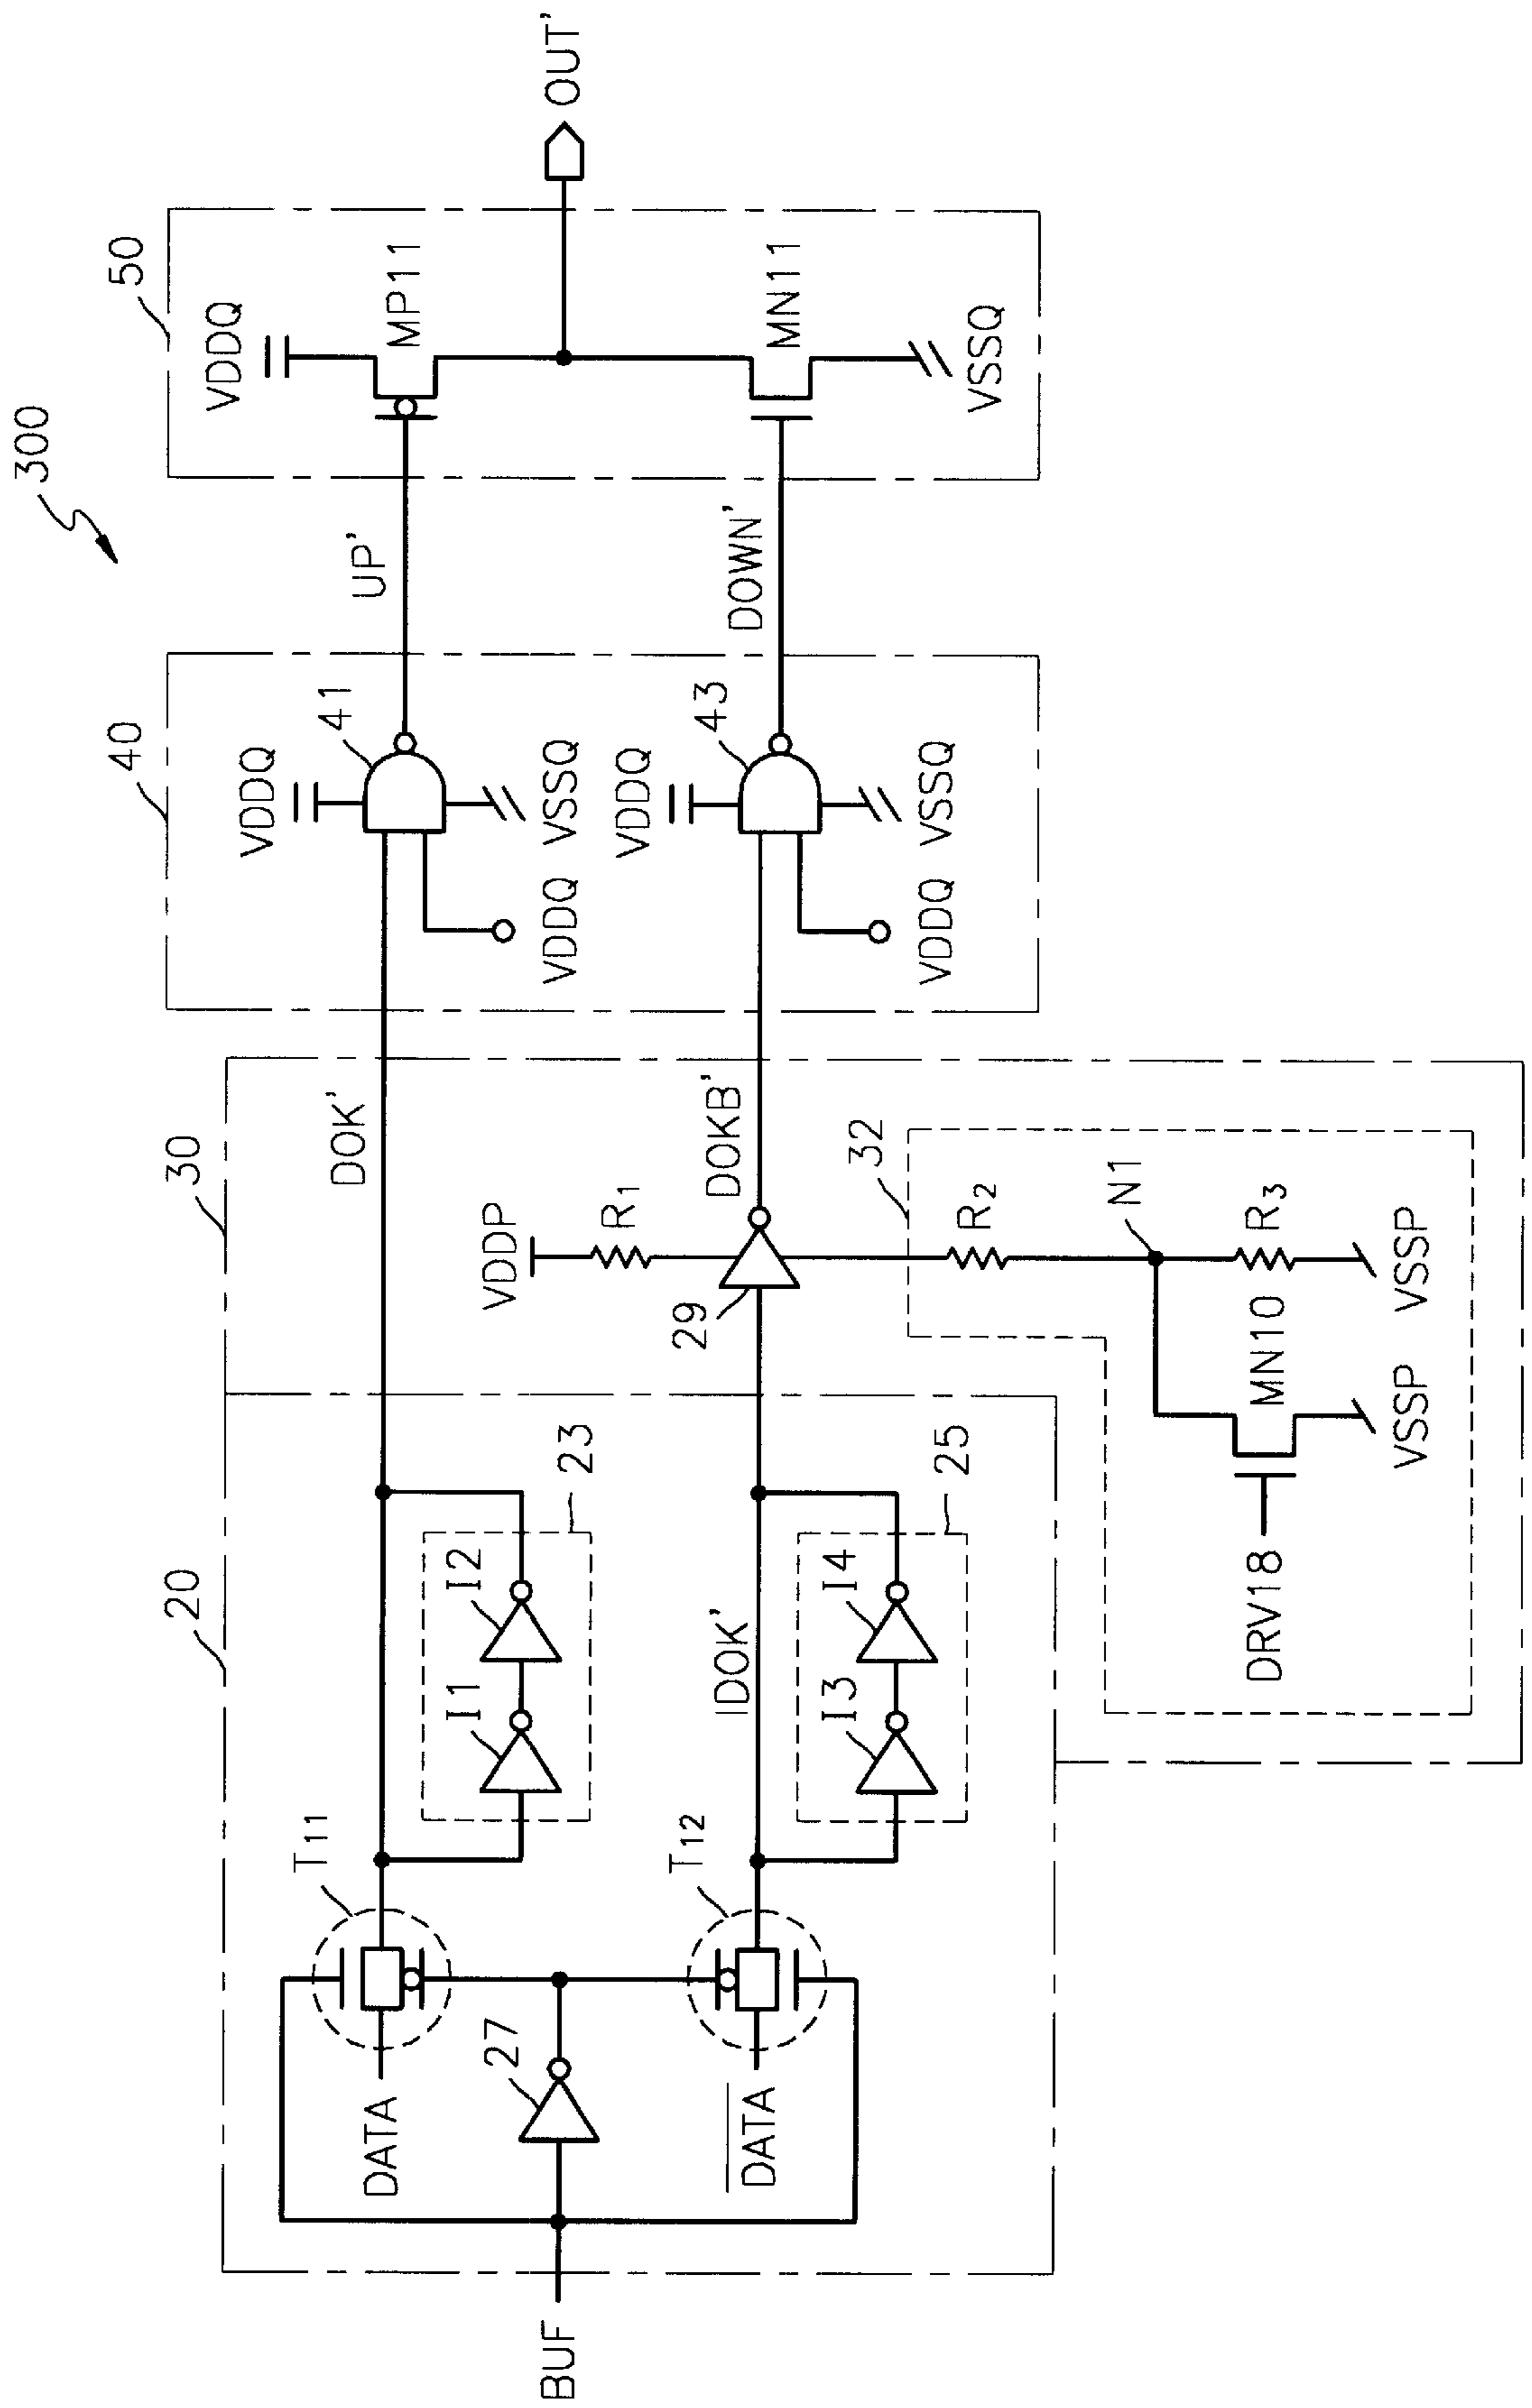 300
20
30
40
50
BUF
DATA
27
DATA
T11
T12
I1
I2
23
IDOK'
I3
I4
25
DOK'
VDDP
R1
29
DOKB'
32
R2
N1
R3
VSSP
MN10
VSSP
DRV18
VDDQ
41
VSSQ
VDDQ
VDDQ
43
VSSQ
VDDQ
UP'
DOWN'
VDDQ
MP11
MN11
VSSQ
OUT'